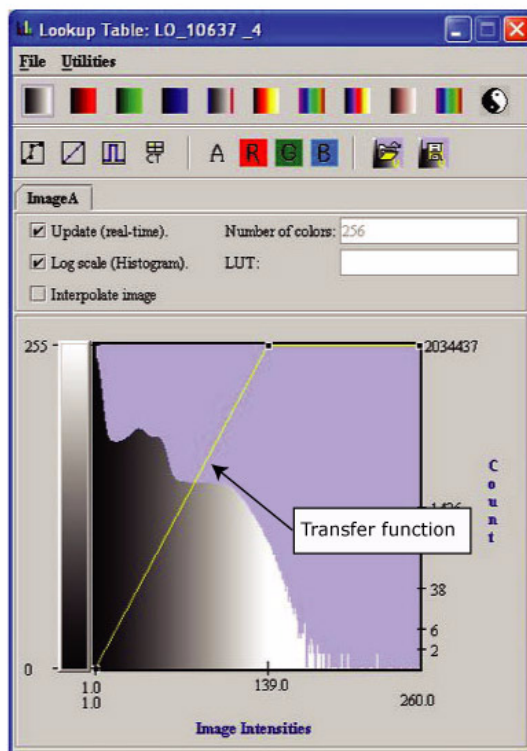 Lookup Table: LO_10637 _4
File Utilities
CT A R G B
ImageA
Update (real-time). Number of colors: 256
Log scale (Histogram). LUT:
Interpolate image
255 2034437
Count
Transfer function
38
6
2
0
1.0 139.0 260.0
1.0
Image Intensities